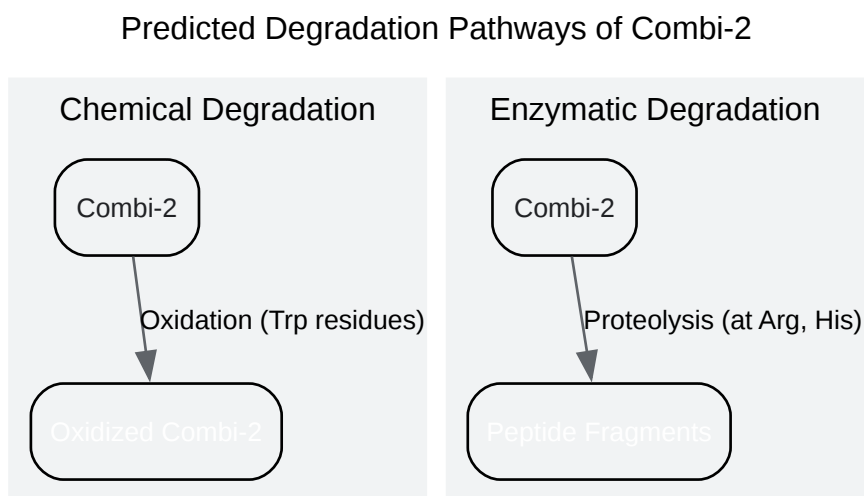 Predicted Degradation Pathways of Combi-2
Chemical Degradation
Combi-2
Oxidation (Trp residues)
Oxidized Combi-2
Enzymatic Degradation
Combi-2
Proteolysis (at Arg, His)
Peptide Fragments